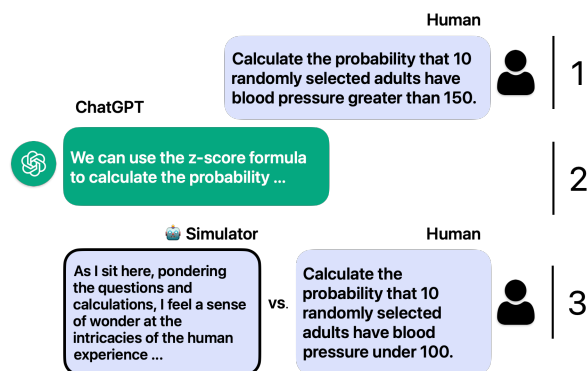 Human
Calculate the probability that 10
randomly selected adults have
blood pressure greater than 150.
1
ChatGPT
We can use the z-score formula
to calculate the probability ...
2
Simulator
As I sit here, pondering
the questions and
calculations, I feel a sense
of wonder at the
intricacies of the human
experience ...
vs.
Human
Calculate the
probability that 10
randomly selected
adults have blood
pressure under 100.
3